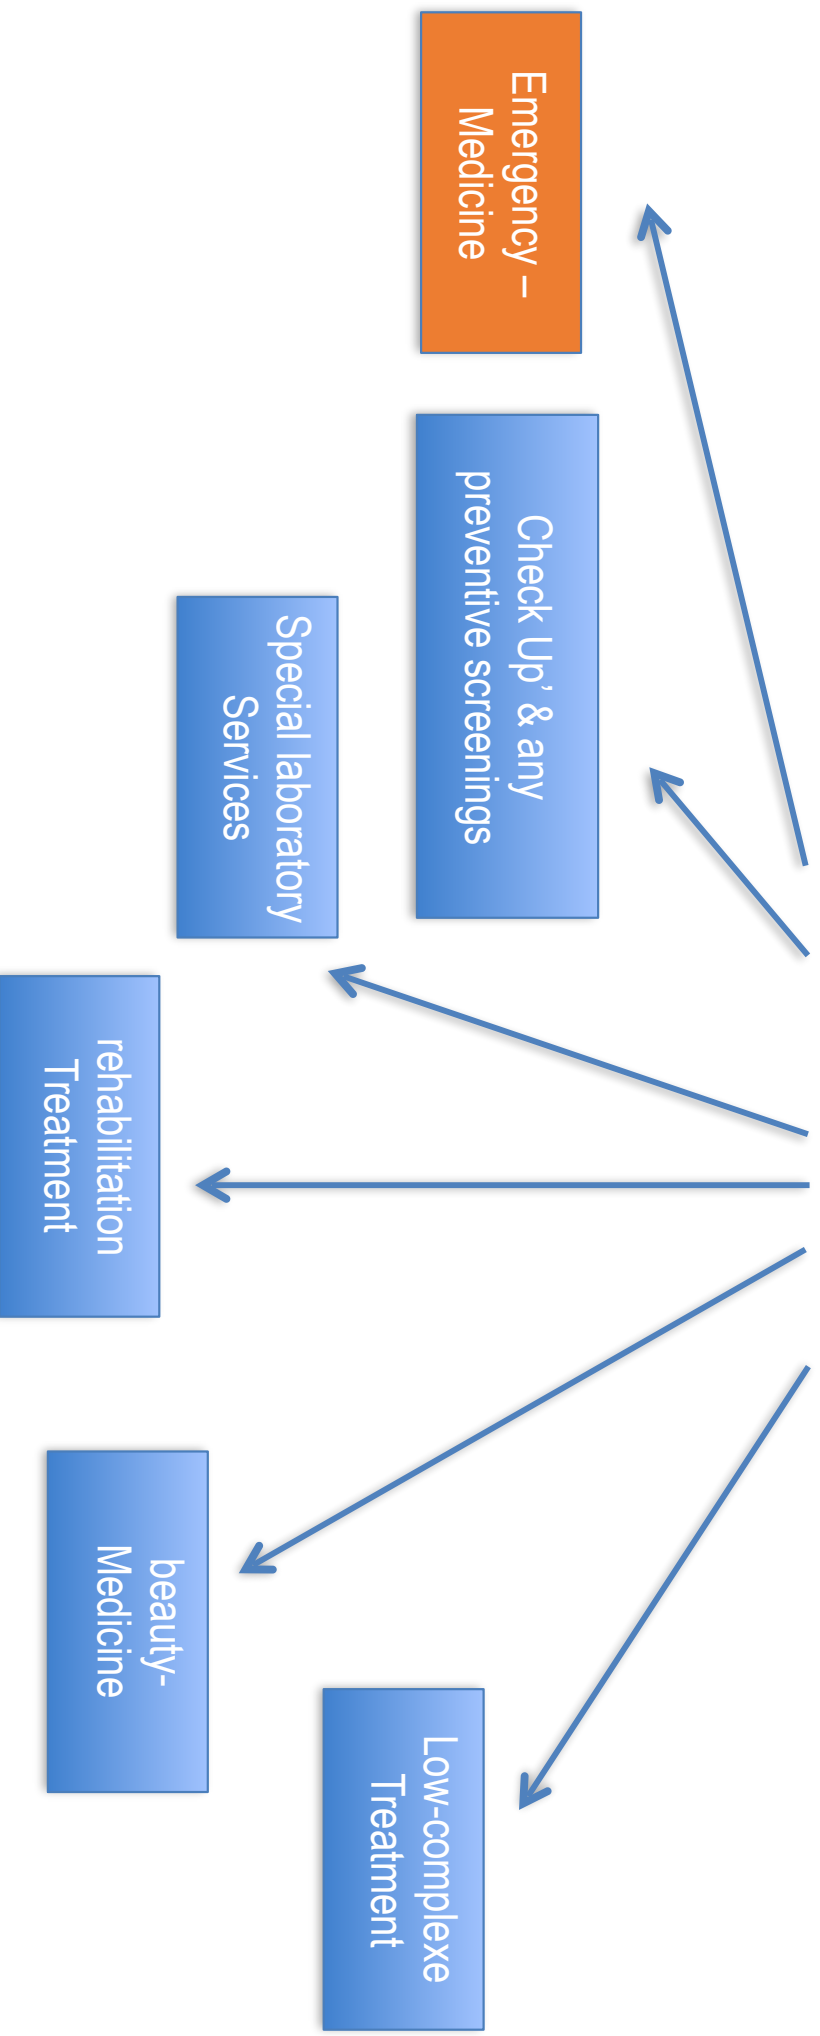 Emergency –
Medicine
Check Up’ & any
preventive screenings
Special laboratory
Services
rehabilitation
Treatment
beauty-
Medicine
Low-complexe
Treatment